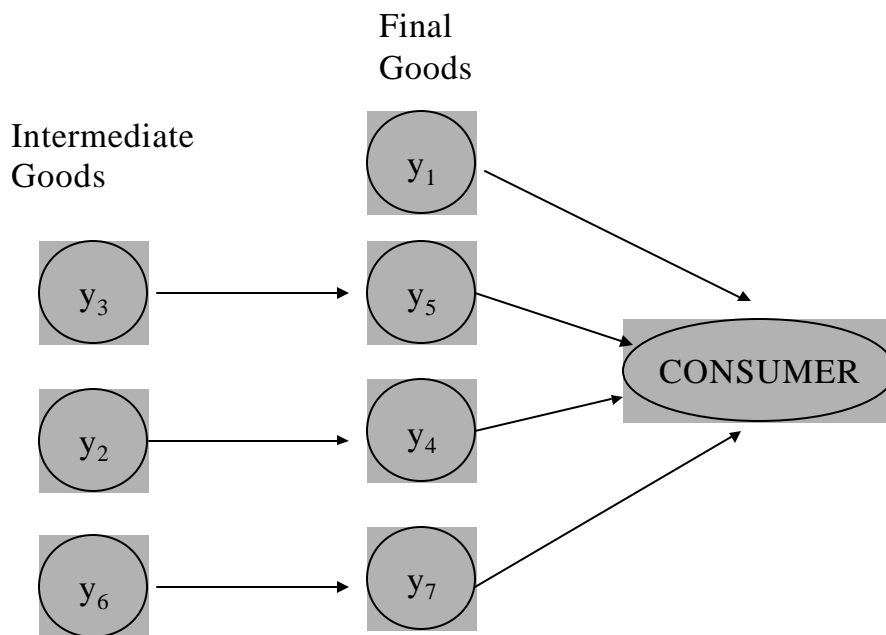 Final
Goods
Intermediate
Goods
y₁
y₃
y₅
CONSUMER
y₂
y₄
y₆
y₇